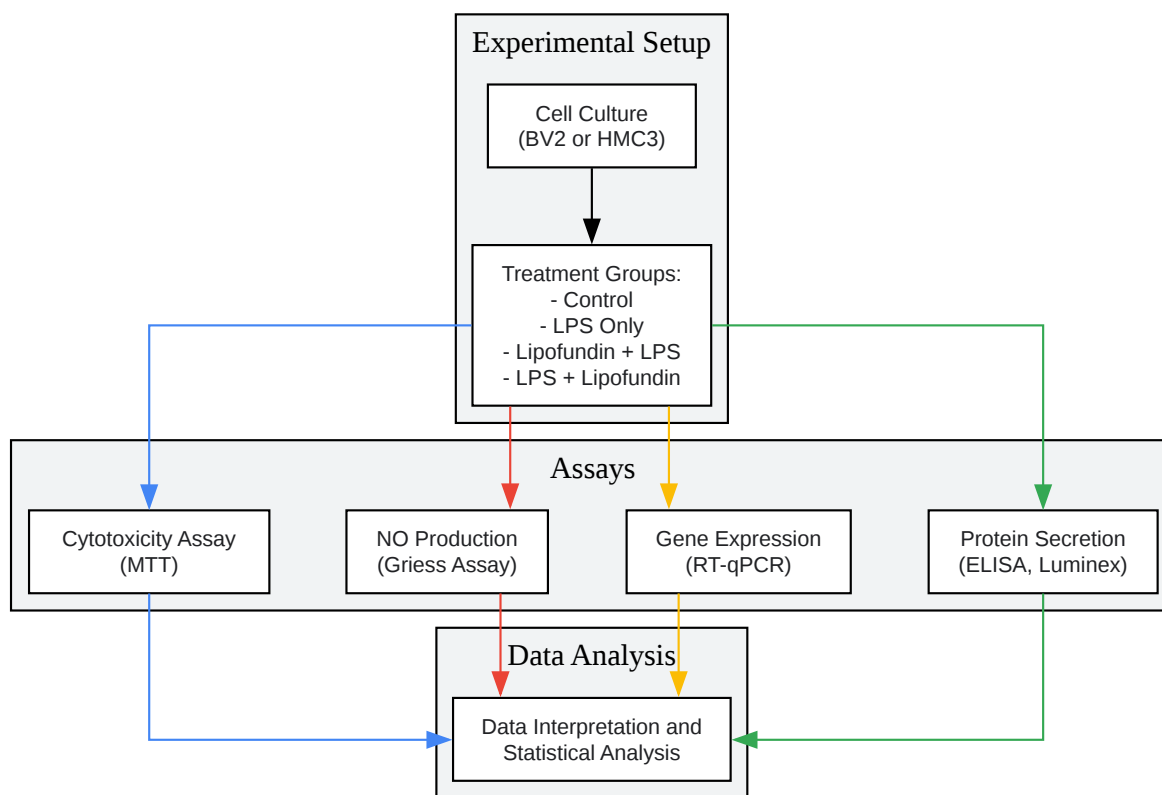 Experimental Setup
Cell Culture
(BV2 or HMC3)
Treatment Groups:
- Control
- LPS Only
- Lipofundin + LPS
- LPS + Lipofundin
Assays
Cytotoxicity Assay
(MTT)
NO Production
(Griess Assay)
Gene Expression
(RT-qPCR)
Protein Secretion
(ELISA, Luminex)
Data Analysis
Data Interpretation and
Statistical Analysis